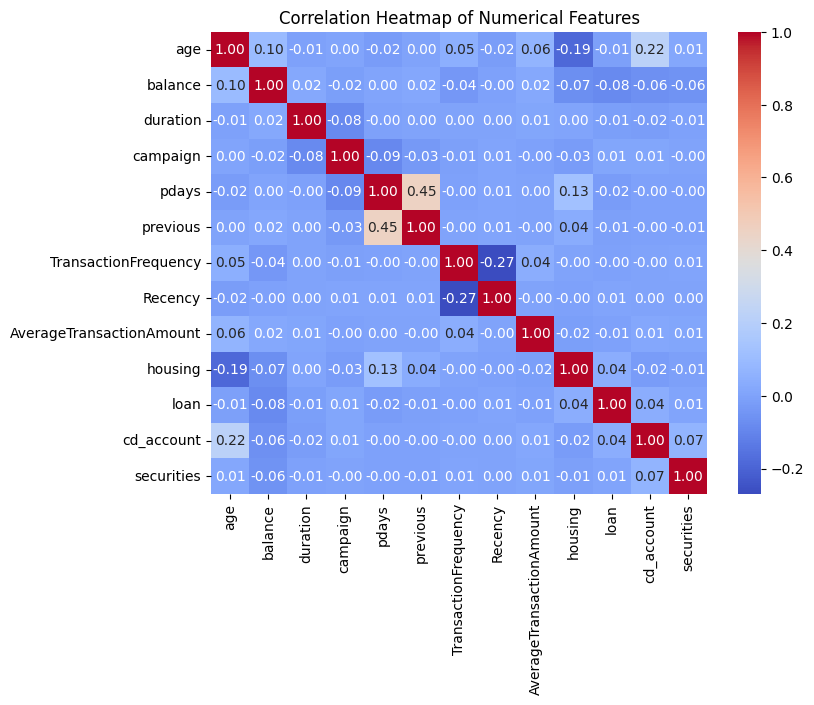 Correlation Heatmap of Numerical Features
age 1.00 0.10 -0.01 0.00 -0.02 0.00 0.05 -0.02 0.06 -0.19 -0.01 0.22 0.01
balance 0.10 1.00 0.02 -0.02 0.00 0.02 -0.04 -0.00 0.02 -0.07 -0.08 -0.06 -0.06
duration -0.01 0.02 1.00 -0.08 -0.00 0.00 0.00 0.00 0.01 0.00 -0.01 -0.02 -0.01
campaign 0.00 -0.02 -0.08 1.00 -0.09 -0.03 -0.01 0.01 -0.00 -0.03 0.01 0.01 -0.00
pdays -0.02 0.00 -0.00 -0.09 1.00 0.45 -0.00 0.01 0.00 0.13 -0.02 -0.00 -0.00
previous 0.00 0.02 0.00 -0.03 0.45 1.00 -0.00 0.01 -0.00 0.04 -0.01 -0.00 -0.01
TransactionFrequency 0.05 -0.04 0.00 -0.01 -0.00 -0.00 1.00 -0.27 0.04 -0.00 -0.00 -0.00 0.01
Recency -0.02 -0.00 0.00 0.01 0.01 0.01 -0.27 1.00 -0.00 -0.00 0.01 0.00 0.00
AverageTransactionAmount 0.06 0.02 0.01 -0.00 0.00 -0.00 0.04 -0.00 1.00 -0.02 -0.01 0.01 0.01
housing -0.19 -0.07 0.00 -0.03 0.13 0.04 -0.00 -0.00 -0.02 1.00 0.04 -0.02 -0.01
loan -0.01 -0.08 -0.01 0.01 -0.02 -0.01 -0.00 0.01 -0.01 0.04 1.00 0.04 0.01
cd_account 0.22 -0.06 -0.02 0.01 -0.00 -0.00 -0.00 0.00 0.01 -0.02 0.04 1.00 0.07
securities 0.01 -0.06 -0.01 -0.00 -0.00 -0.01 0.01 0.00 0.01 -0.01 0.01 0.07 1.00
age
balance
duration
campaign
pdays
previous
TransactionFrequency
Recency
AverageTransactionAmount
housing
loan
cd_account
securities
1.0
0.8
0.6
0.4
0.2
0.0
−0.2